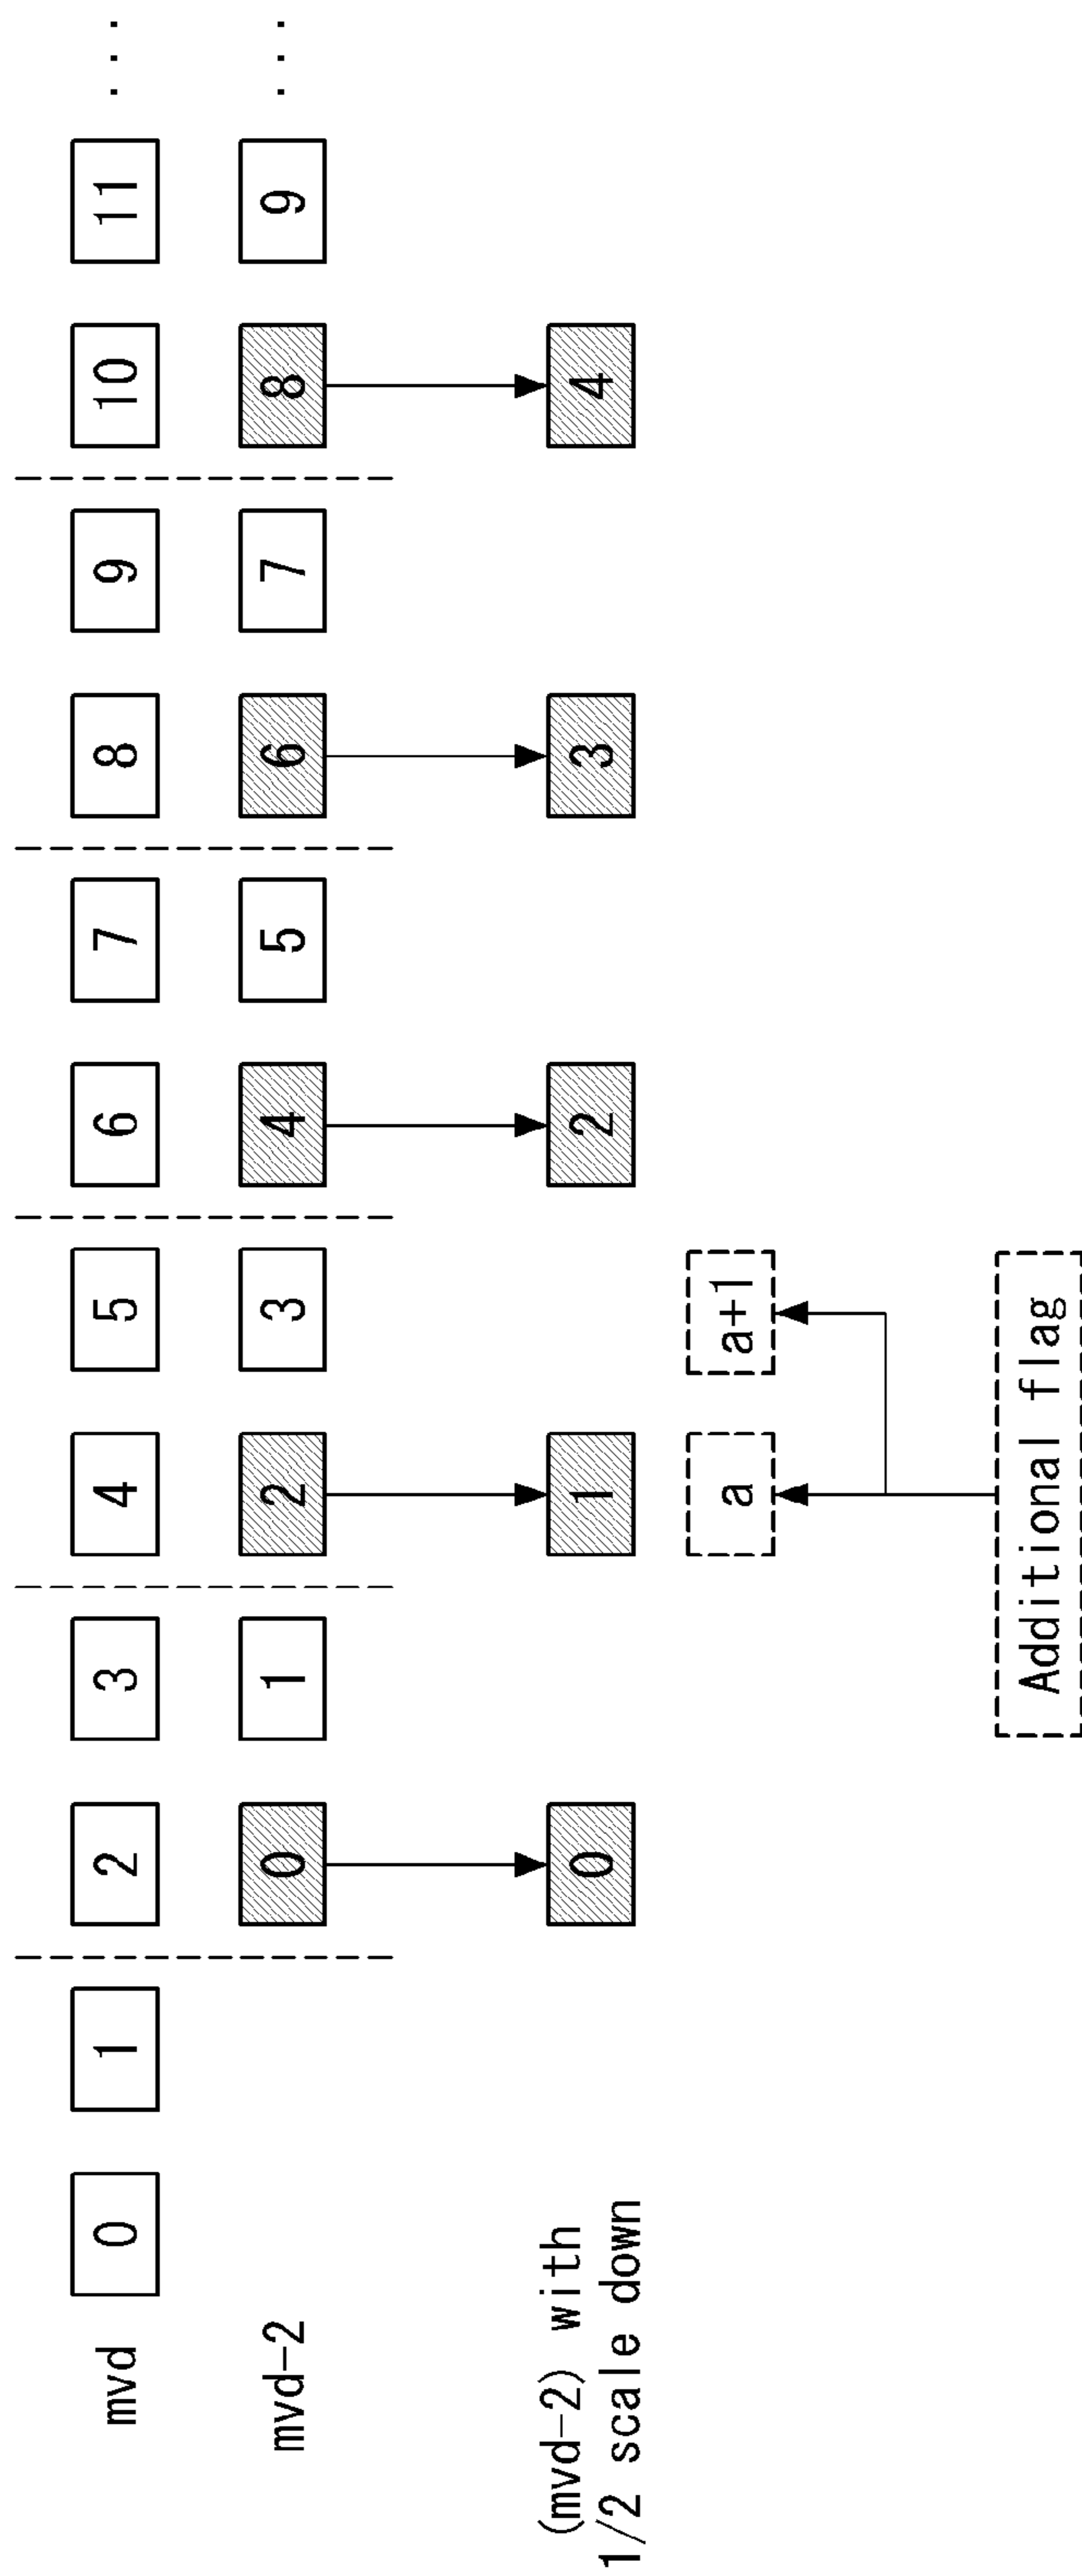 mvd 0 1 2 3 4 5 6 7 8 9 10 11 ...
mvd-2 0 1 2 3 4 5 6 7 8 9 ...
(mvd-2) with
1/2 scale down
0 1 2 3 4
a a+1
Additional flag